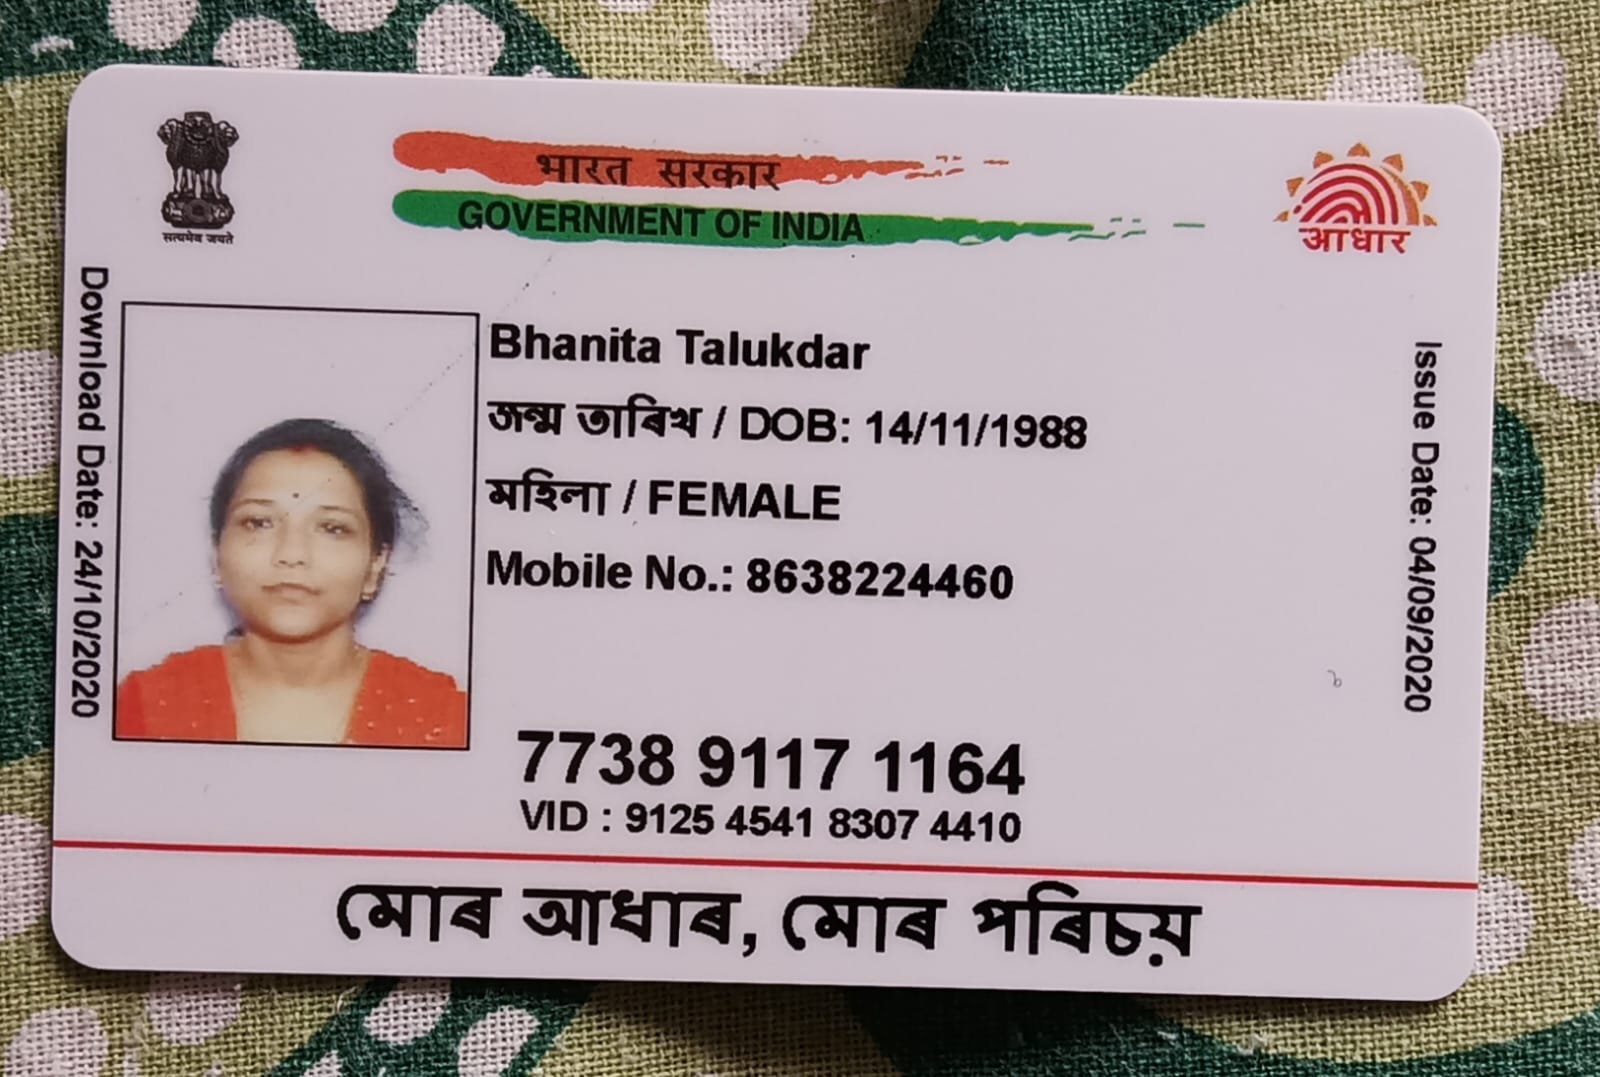 भारत सरकार
GOVERNMENT OF INDIA
सत्यमेव जयते
आधार
Download Date: 24/10/2020
Bhanita Talukdar
জন্ম তাৰিখ / DOB: 14/11/1988
মহিলা / FEMALE
Mobile No.: 8638224460
Issue Date: 04/09/2020
7738 9117 1164
VID : 9125 4541 8307 4410
মোৰ আধাৰ, মোৰ পৰিচয়